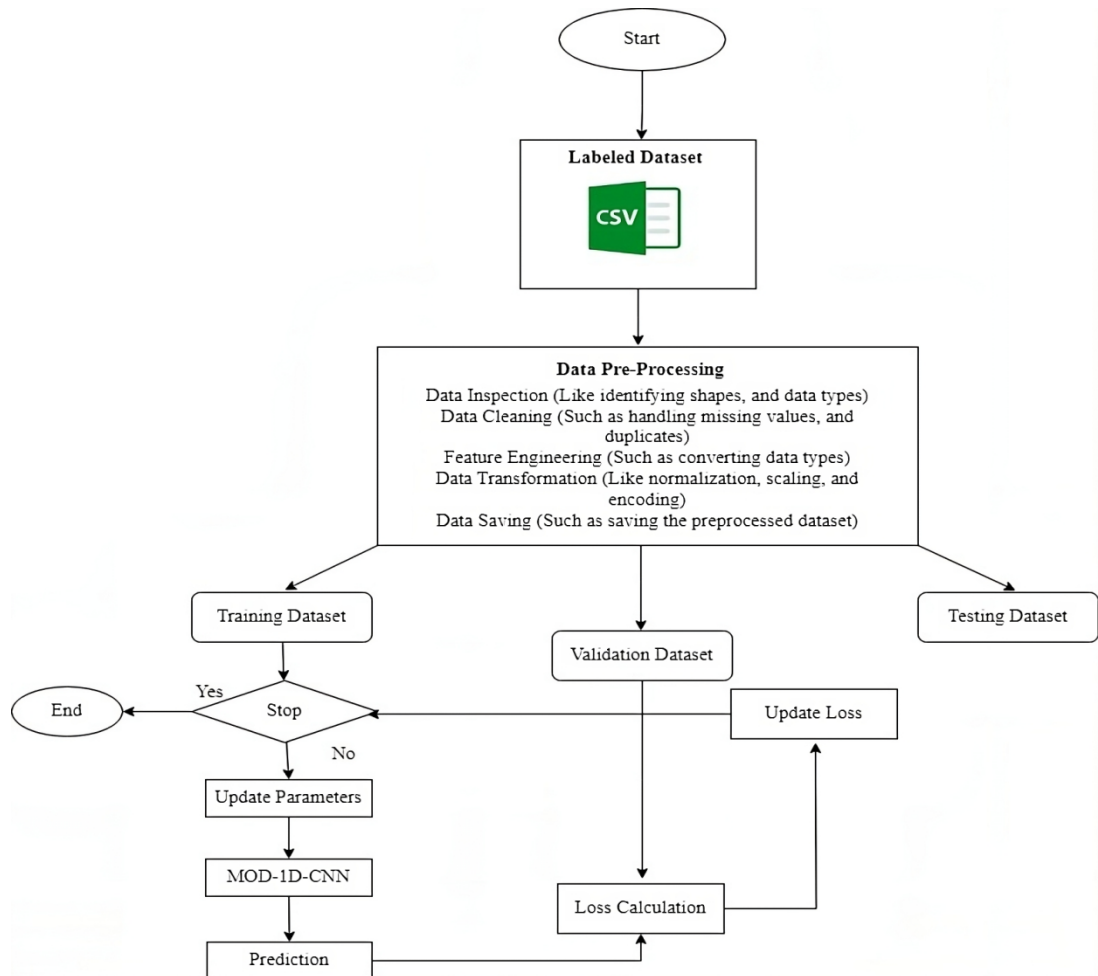 Start
Labeled Dataset
CSV
Data Pre-Processing
Data Inspection (Like identifying shapes, and data types)
Data Cleaning (Such as handling missing values, and
duplicates)
Feature Engineering (Such as converting data types)
Data Transformation (Like normalization, scaling, and
encoding)
Data Saving (Such as saving the preprocessed dataset)
Training Dataset
Validation Dataset
Testing Dataset
Yes
End
Stop
Update Loss
No
Update Parameters
MOD-1D-CNN
Loss Calculation
Prediction